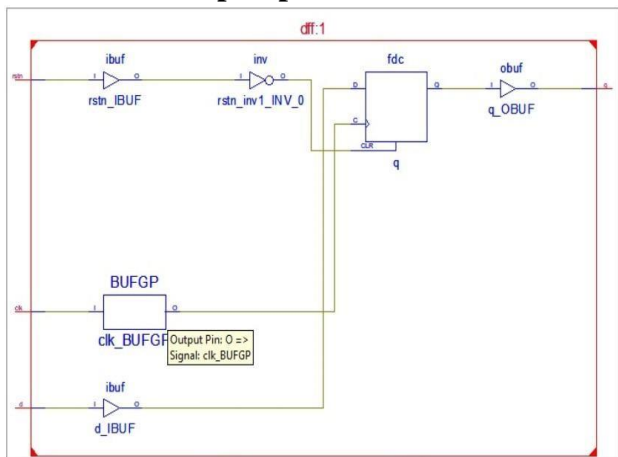 dff:1
ibuf
inv
fdc
obuf
rstn
I
O
I
O
D
Q
I
O
q
rstn_IBUF
rstn_inv1_INV_0
q_OBUF
C
CLR
q
BUFGP
clk
I
O
clk_BUFGP
Output Pin: O =>
Signal: clk_BUFGP
ibuf
d
I
O
d_IBUF